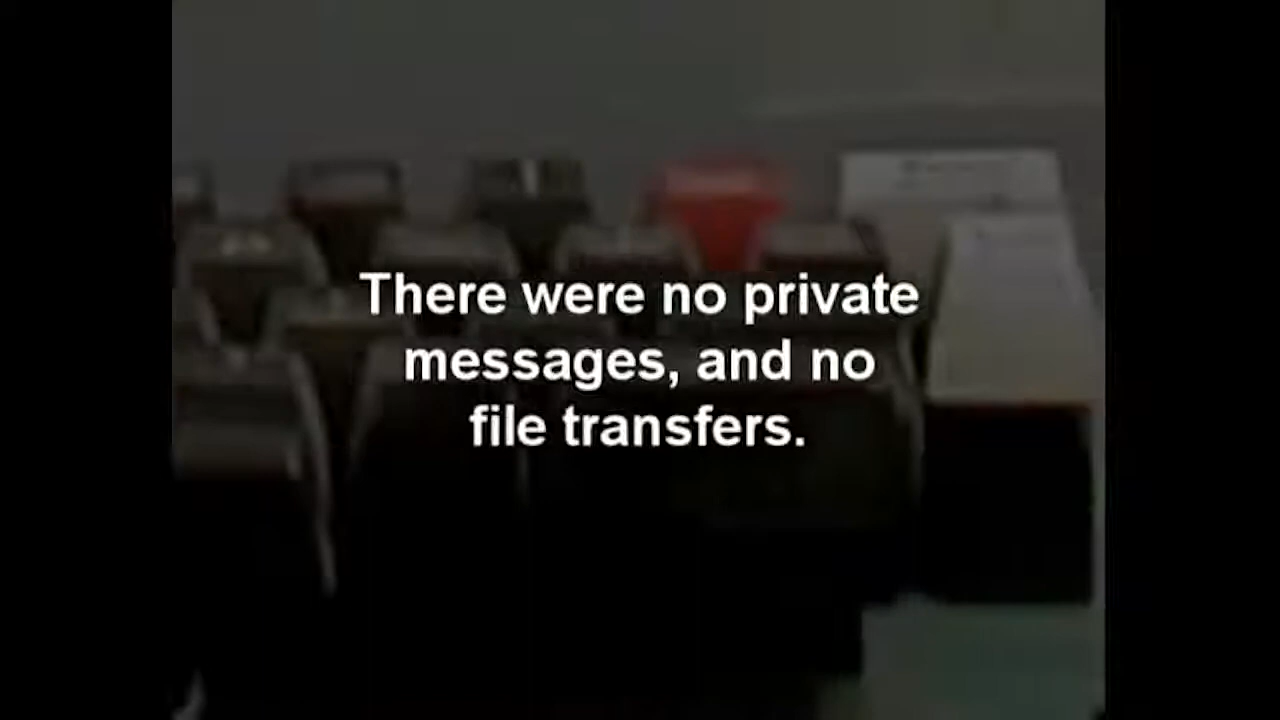 There were no private
messages, and no
file transfers.